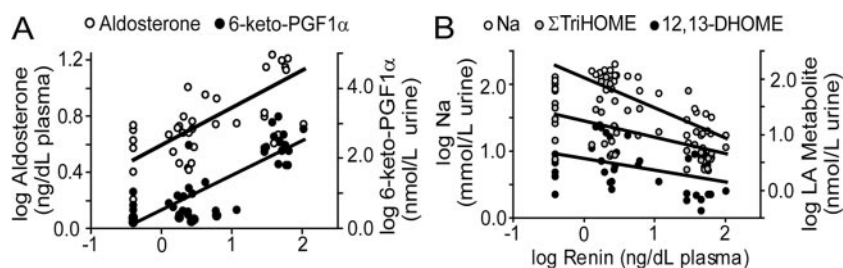 A
○ Aldosterone ● 6-keto-PGF1α
log Aldosterone
(ng/dL plasma)
1.2
0.8
0.4
0.0
-1
0
1
2
4.0
2.0
0.0
log 6-keto-PGF1α
(nmol/L urine)
B
○ Na ○ ΣTriHOME ● 12,13-DHOME
log Na
(mmol/L urine)
3.0
2.0
1.0
0.0
-1
0
1
2
2.0
1.0
0.0
log LA Metabolite
(nmol/L urine)
log Renin (ng/dL plasma)